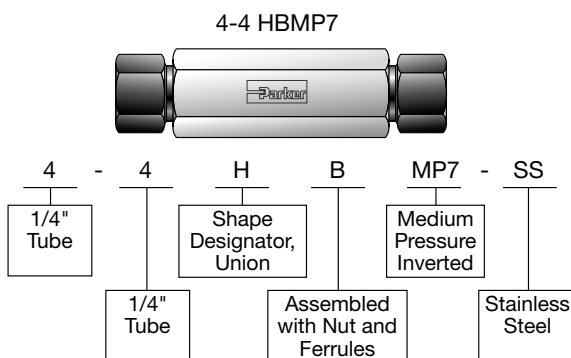 4-4 HBMP7
Parker
4 - 4 H B MP7 - SS
1/4"
Tube
Shape
Designator,
Union
Medium
Pressure
Inverted
1/4"
Tube
Assembled
with Nut and
Ferrules
Stainless
Steel